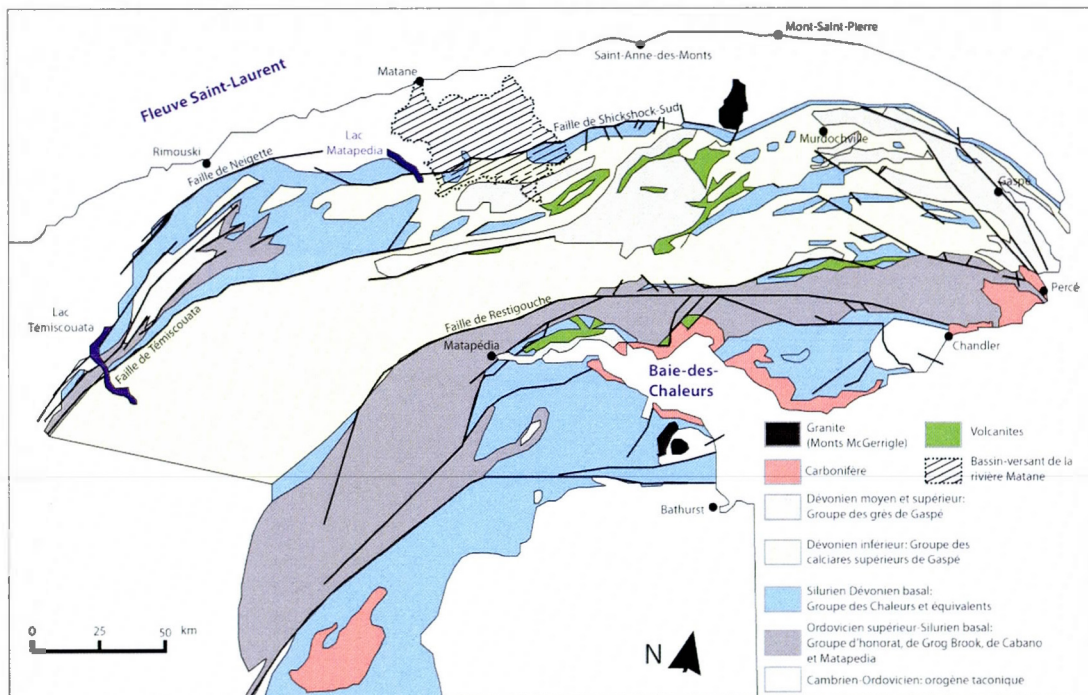 Mont-Saint-Pierre
Saint-Anne-des-Monts
Matane
Fleuve Saint-Laurent
Faille de Shickshock-Sud
Lac
Matapedia
Murdochville
Rimouski
Faille de Neigette
Gaspé
Percé
Lac
Témiscouata
Faille de Témiscouata
Faille de Restigouche
Matapédia
Chandler
Baie-des-
Chaleurs
Bathurst
Granite
(Monts McGerrigle)
Volcanites
Carbonifère
Bassin-versant de la
rivière Matane
Dévonien moyen et supérieur:
Groupe des grès de Gaspé
Dévonien inférieur: Groupe des
calciares supérieurs de Gaspé
Silurien Dévonien basal:
Groupe des Chaleurs et équivalents
Ordovicien supérieur-Silurien basal:
Groupe d'honorat, de Grog Brook, de Cabano
et Matapedia
Cambrien-Ordovicien: orogène taconique
0 25 50 km
N